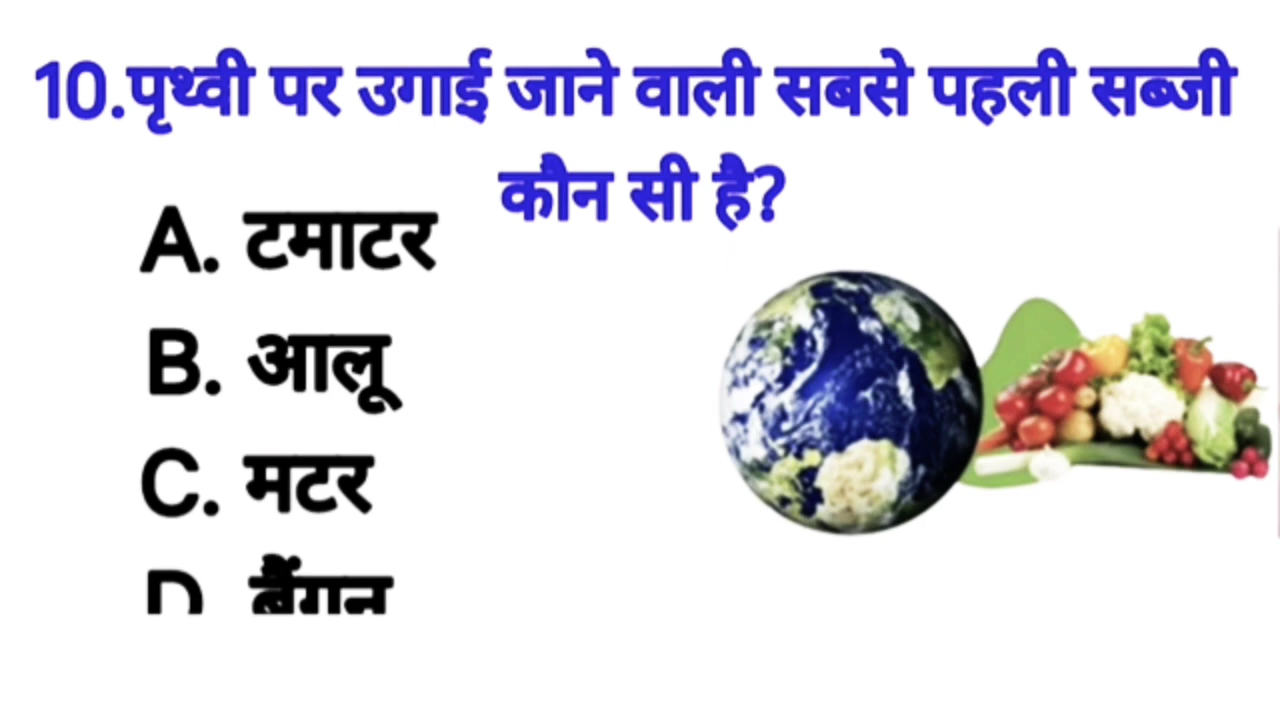 10.पृथ्वी पर उगाई जाने वाली सबसे पहली सब्जी
कौन सी है?
A. टमाटर
B. आलू
C. मटर
D. बैंगन